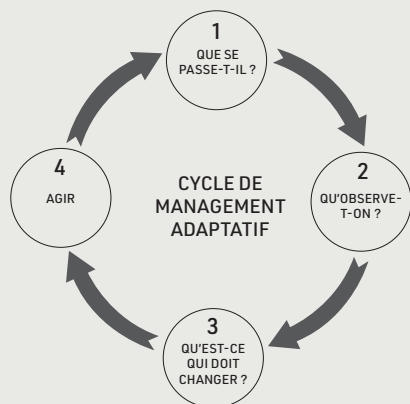 1
QUE SE
PASSE-T-IL ?
2
QU'OBSERVE-
T-ON ?
3
QU'EST-CE
QUI DOIT
CHANGER ?
4
AGIR
CYCLE DE
MANAGEMENT
ADAPTATIF